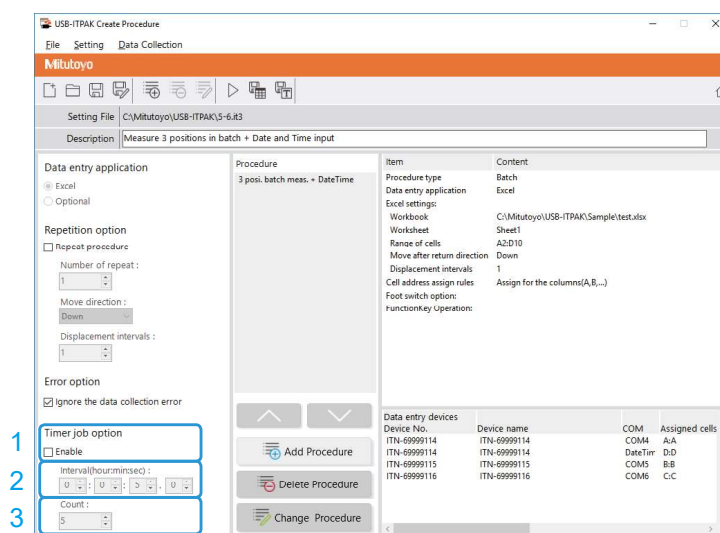 USB-ITPAK Create Procedure
File Setting Data Collection
Mitutoyo
Setting File C:\Mitutoyo\USB-ITPAK\5-6.it3
Description Measure 3 positions in batch + Date and Time input
Data entry application
Excel
Optional
Repetition option
Repeat procedure
Number of repeat :
1
Move direction :
Down
Displacement intervals :
1
Error option
Ignore the data collection error
1
Timer job option
Enable
2
Interval(hour:min:sec) :
0 : 0 : 5 . 0
3
Count :
5
Procedure
3 posi. batch meas. + DateTime
Add Procedure
Delete Procedure
Change Procedure
Item Content
Procedure type Batch
Data entry application Excel
Excel settings:
Workbook C:\Mitutoyo\USB-ITPAK\Sample\test.xlsx
Worksheet Sheet1
Range of cells A2:D10
Move after return direction Down
Displacement intervals 1
Cell address assign rules Assign for the columns(A,B,...)
Foot switch option:
FunctionKey Operation:
Data entry devices
Device No. Device name COM Assigned cells
ITN-69999114 ITN-69999114 COM4 A:A
ITN-69999114 ITN-69999114 DateTim D:D
ITN-69999115 ITN-69999115 COM5 B:B
ITN-69999116 ITN-69999116 COM6 C:C